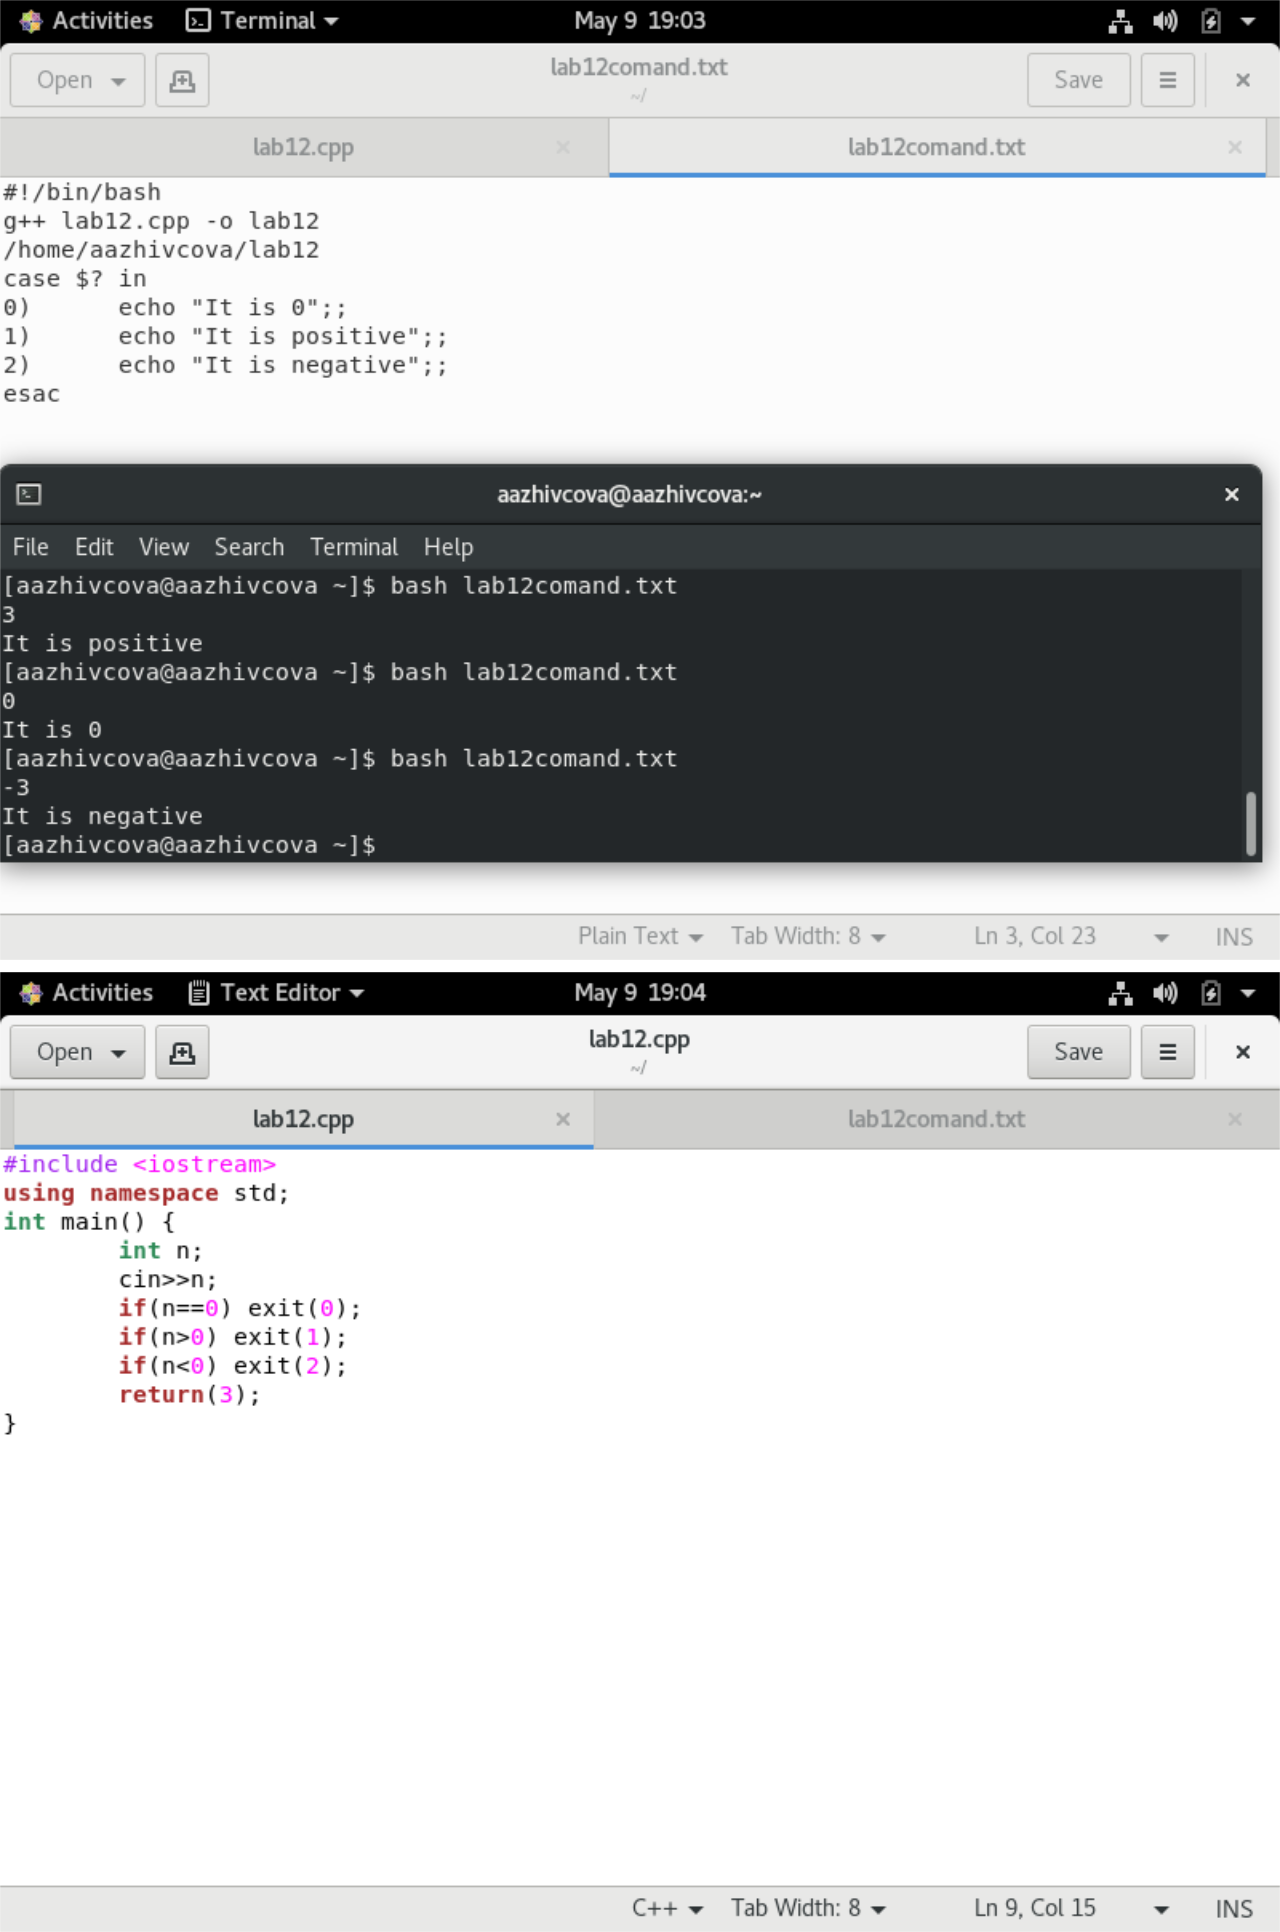 Activities Terminal May 9 19:03
Open lab12comand.txt Save
~/
lab12.cpp lab12comand.txt
#!/bin/bash
g++ lab12.cpp -o lab12
/home/aazhivcova/lab12
case $? in
0)      echo "It is 0";;
1)      echo "It is positive";;
2)      echo "It is negative";;
esac
aazhivcova@aazhivcova:~
File Edit View Search Terminal Help
[aazhivcova@aazhivcova ~]$ bash lab12comand.txt
3
It is positive
[aazhivcova@aazhivcova ~]$ bash lab12comand.txt
0
It is 0
[aazhivcova@aazhivcova ~]$ bash lab12comand.txt
-3
It is negative
[aazhivcova@aazhivcova ~]$
Plain Text Tab Width: 8 Ln 3, Col 23 INS
Activities Text Editor May 9 19:04
Open lab12.cpp Save
~/
lab12.cpp lab12comand.txt
#include <iostream>
using namespace std;
int main() {
        int n;
        cin>>n;
        if(n==0) exit(0);
        if(n>0) exit(1);
        if(n<0) exit(2);
        return(3);
}
C++ Tab Width: 8 Ln 9, Col 15 INS